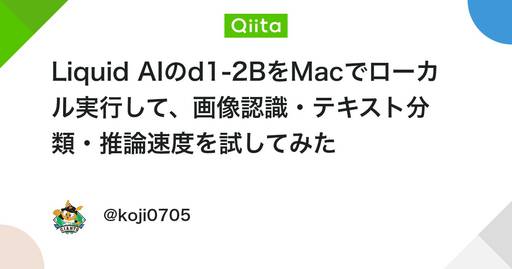 Qiita
Liquid AIのd1-2BをMacでローカ
ル実行して、画像認識・テキスト分
類・推論速度を試してみた
@koji0705
GIANTS